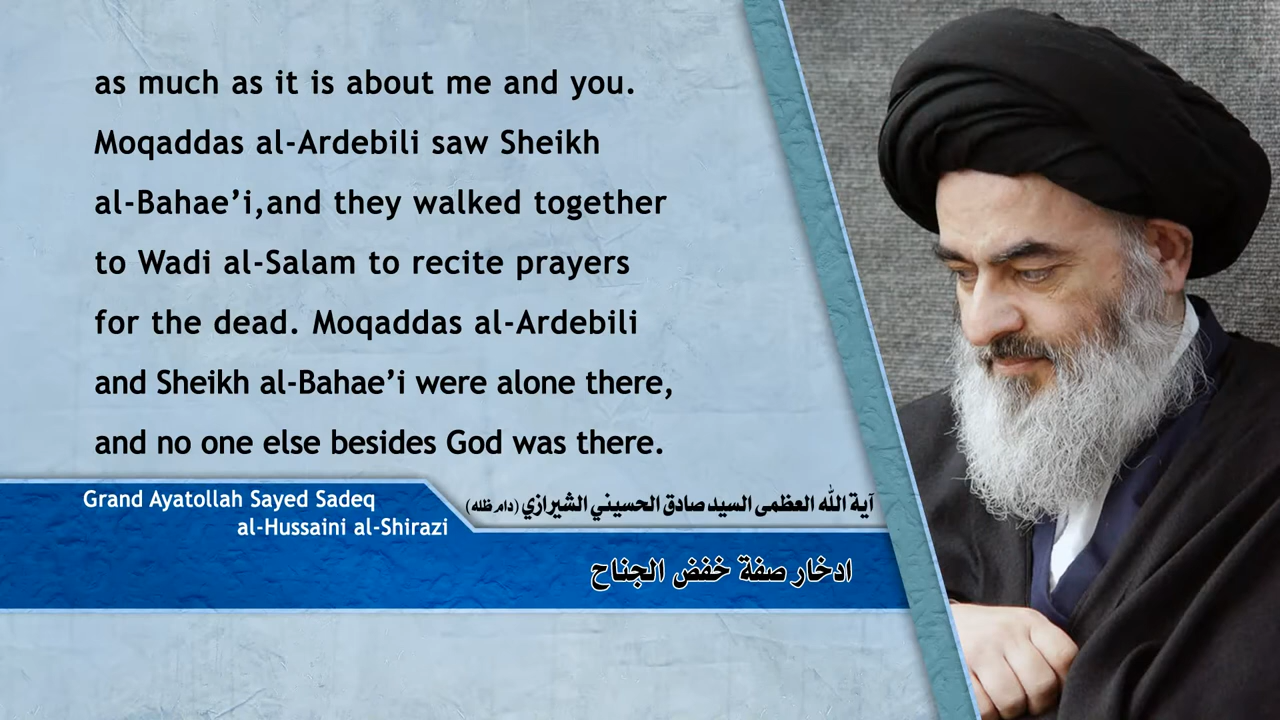 as much as it is about me and you.
Moqaddas al-Ardebili saw Sheikh
al-Bahae’i,and they walked together
to Wadi al-Salam to recite prayers
for the dead. Moqaddas al-Ardebili
and Sheikh al-Bahae’i were alone there,
and no one else besides God was there.
Grand Ayatollah Sayed Sadeq
al-Hussaini al-Shirazi
آية الله العظمى السيد صادق الحسيني الشيرازي (دام ظله)
ادخار صفة خفض الجناح